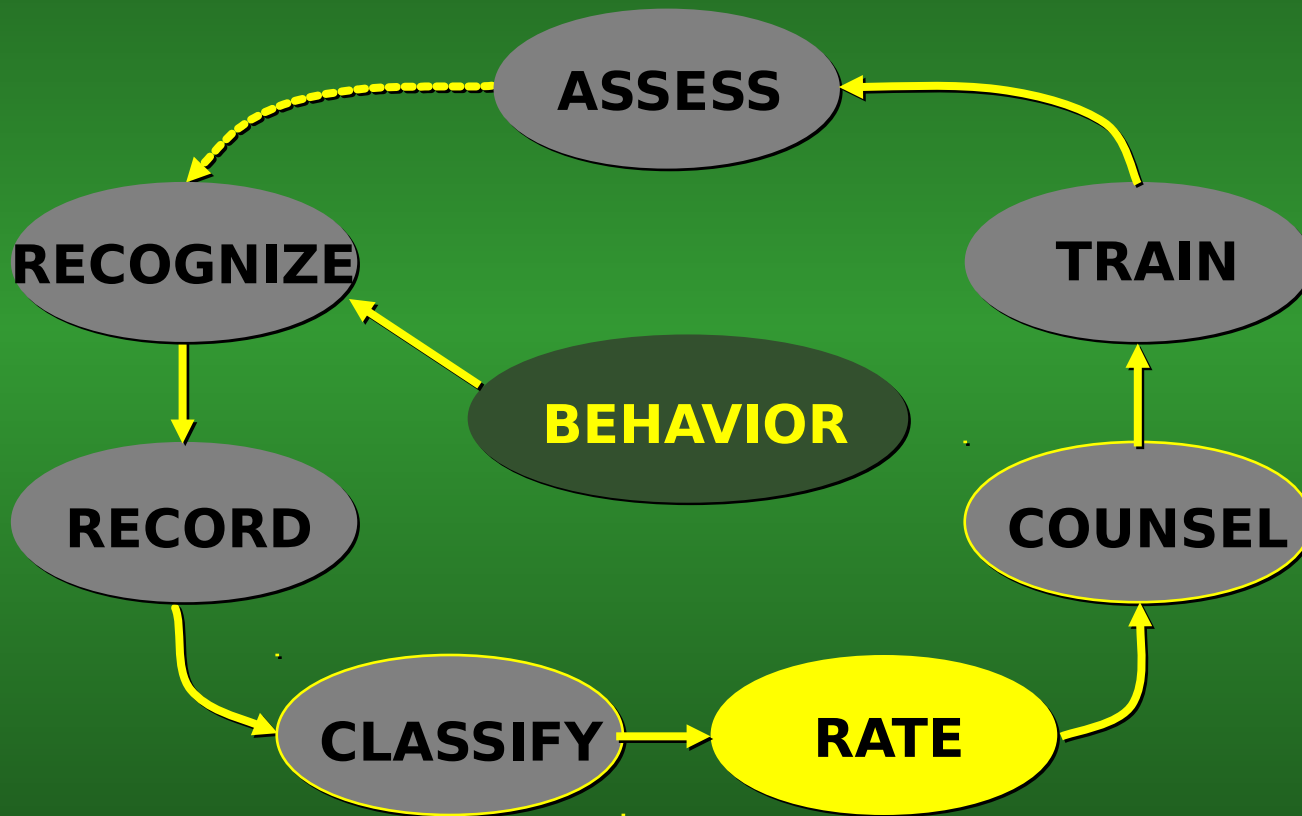 ASSESS
RECOGNIZE
TRAIN
BEHAVIOR
RECORD
COUNSEL
CLASSIFY
RATE